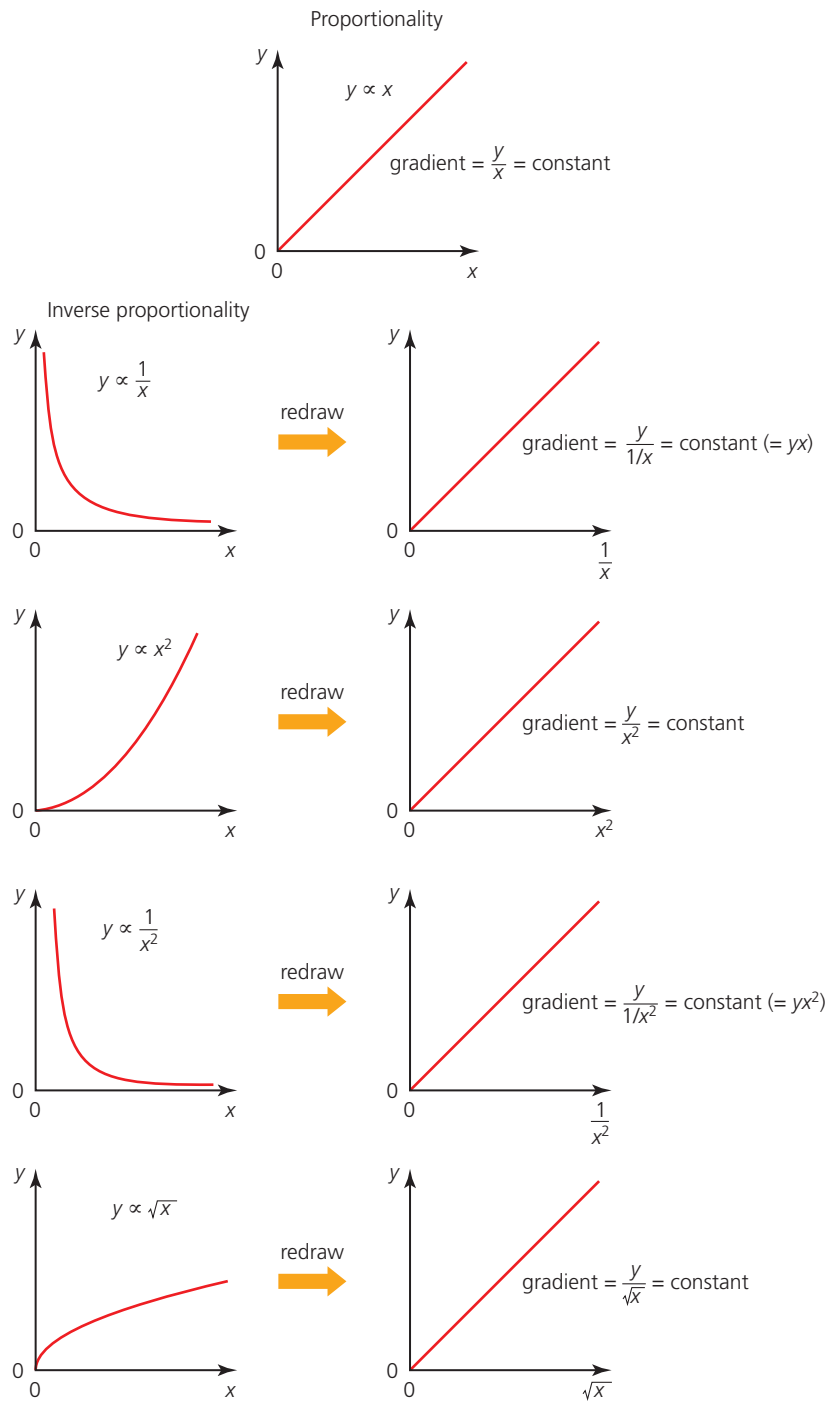 Proportionality
y
y ∝ x
gradient = y/x = constant
0
0
x
Inverse proportionality
y
y ∝ 1/x
0
0
x
redraw
y
gradient = y/(1/x) = constant (= yx)
0
0
1/x
y
y ∝ x²
0
0
x
redraw
y
gradient = y/x² = constant
0
0
x²
y
y ∝ 1/x²
0
0
x
redraw
y
gradient = y/(1/x²) = constant (= yx²)
0
0
1/x²
y
y ∝ √x
0
0
x
redraw
y
gradient = y/√x = constant
0
0
√x